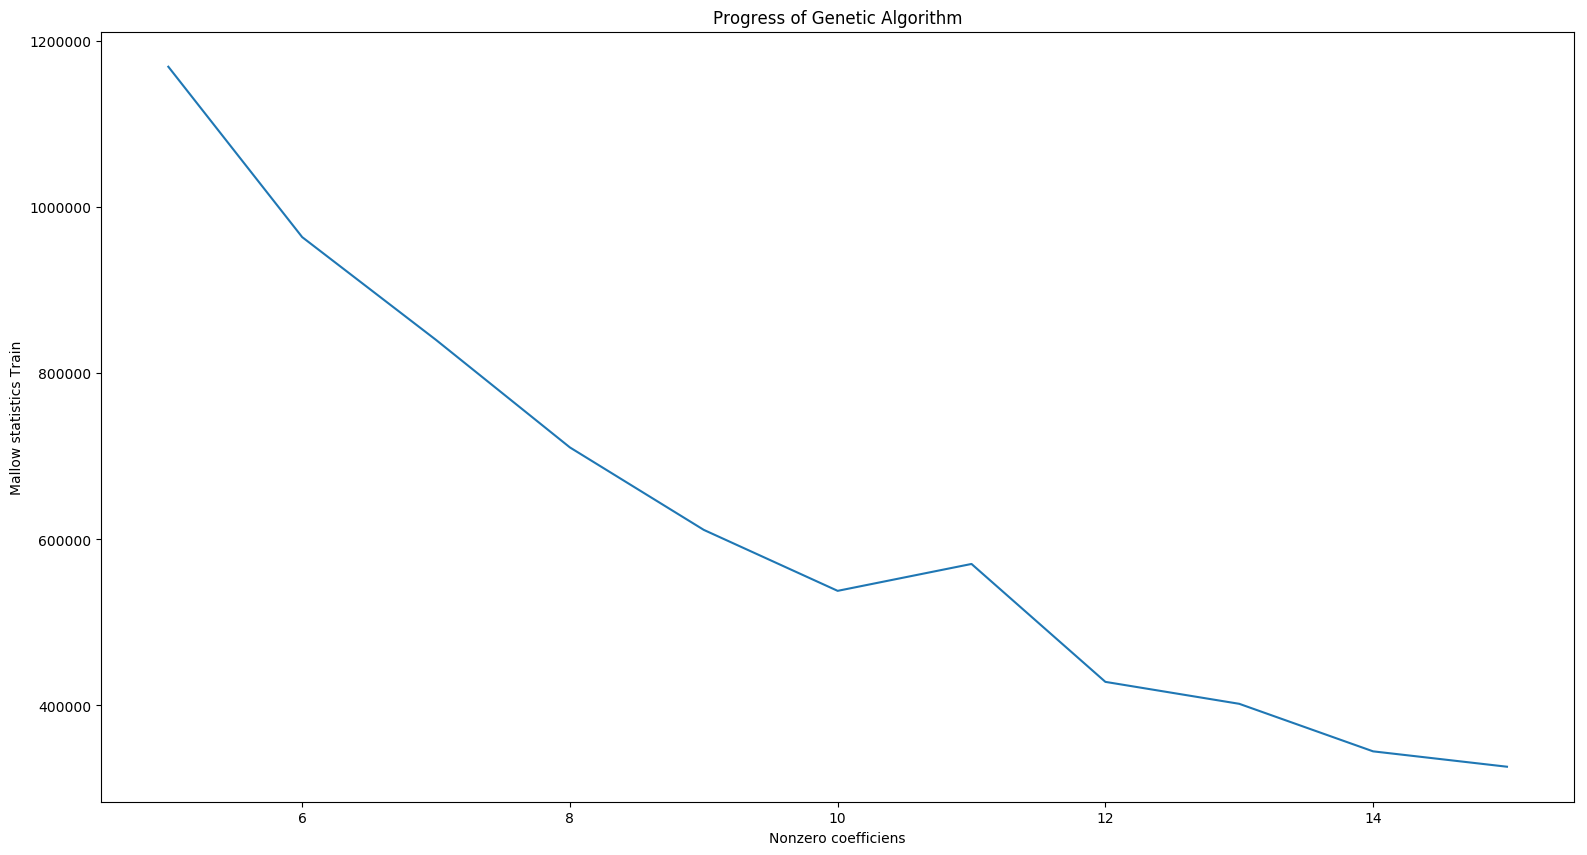 Progress of Genetic Algorithm
1200000
1000000
800000
600000
400000
Mallow statistics Train
6 8 10 12 14
Nonzero coefficiens